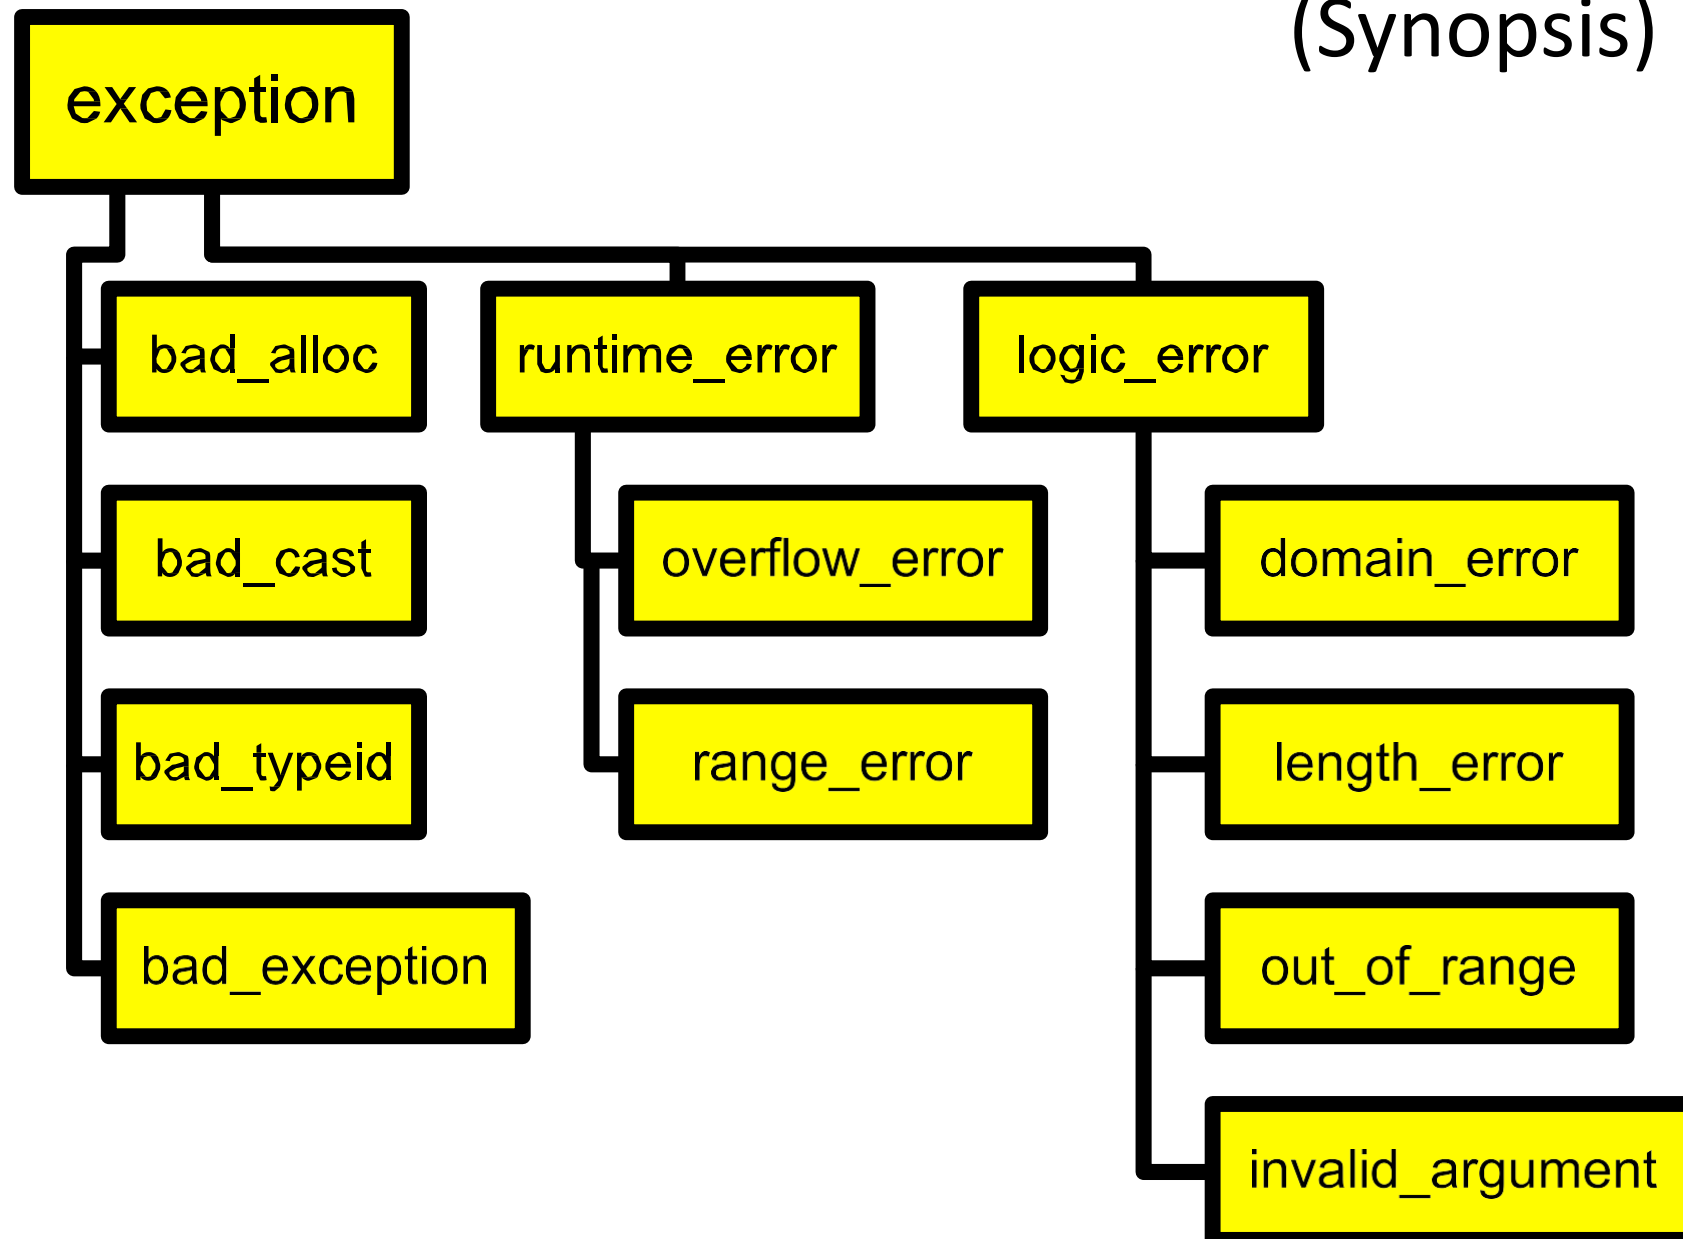 (Synopsis)
exception
bad_alloc
runtime_error
logic_error
bad_cast
overflow_error
domain_error
bad_typeid
range_error
length_error
bad_exception
out_of_range
invalid_argument